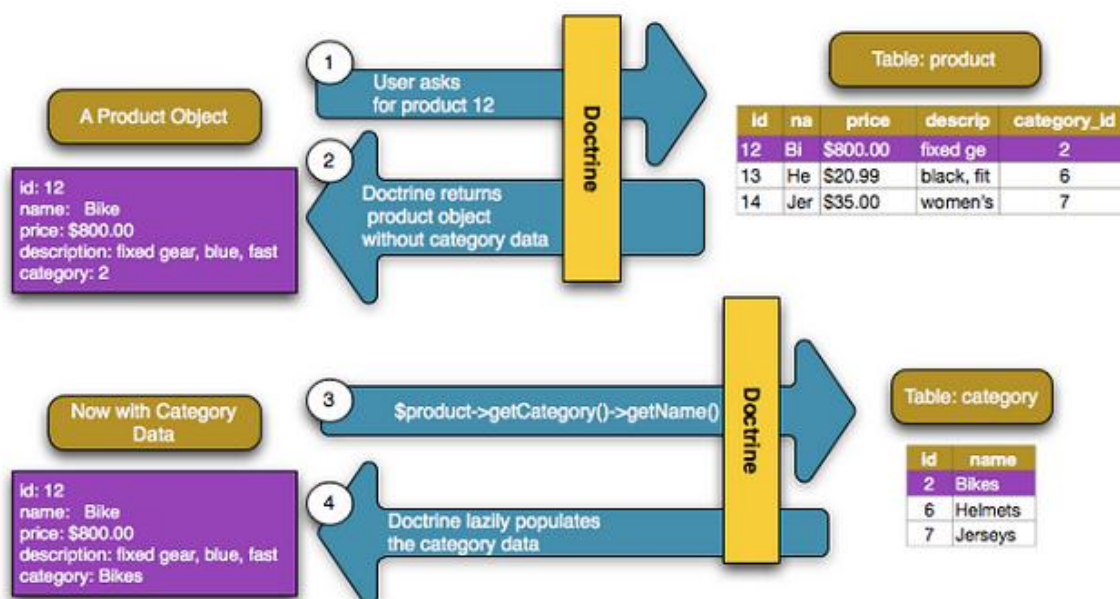 1
User asks
for product 12
Doctrine
Table: product
A Product Object
id na price descrip category_id
12 Bi $800.00 fixed ge 2
13 He $20.99 black, fit 6
14 Jer $35.00 women's 7
2
Doctrine returns
product object
without category data
id: 12
name: Bike
price: $800.00
description: fixed gear, blue, fast
category: 2
3
$product->getCategory()->getName()
Doctrine
Table: category
Now with Category
Data
id name
2 Bikes
6 Helmets
7 Jerseys
4
Doctrine lazily populates
the category data
id: 12
name: Bike
price: $800.00
description: fixed gear, blue, fast
category: Bikes